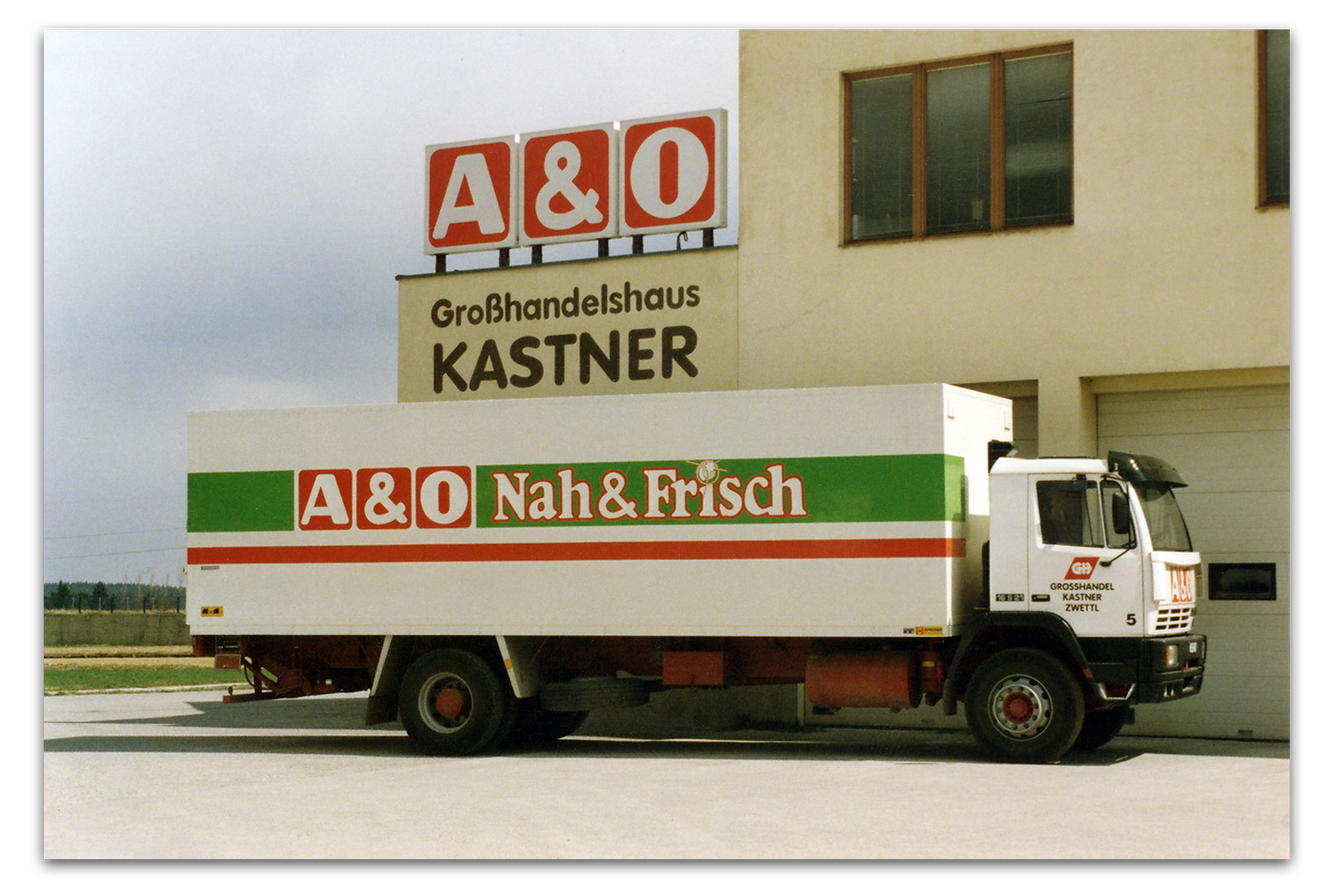 A&O
Großhandelshaus
KASTNER
A&O Nah&Frisch
GH
GROSSHANDEL
KASTNER
ZWETTL
5
A&O